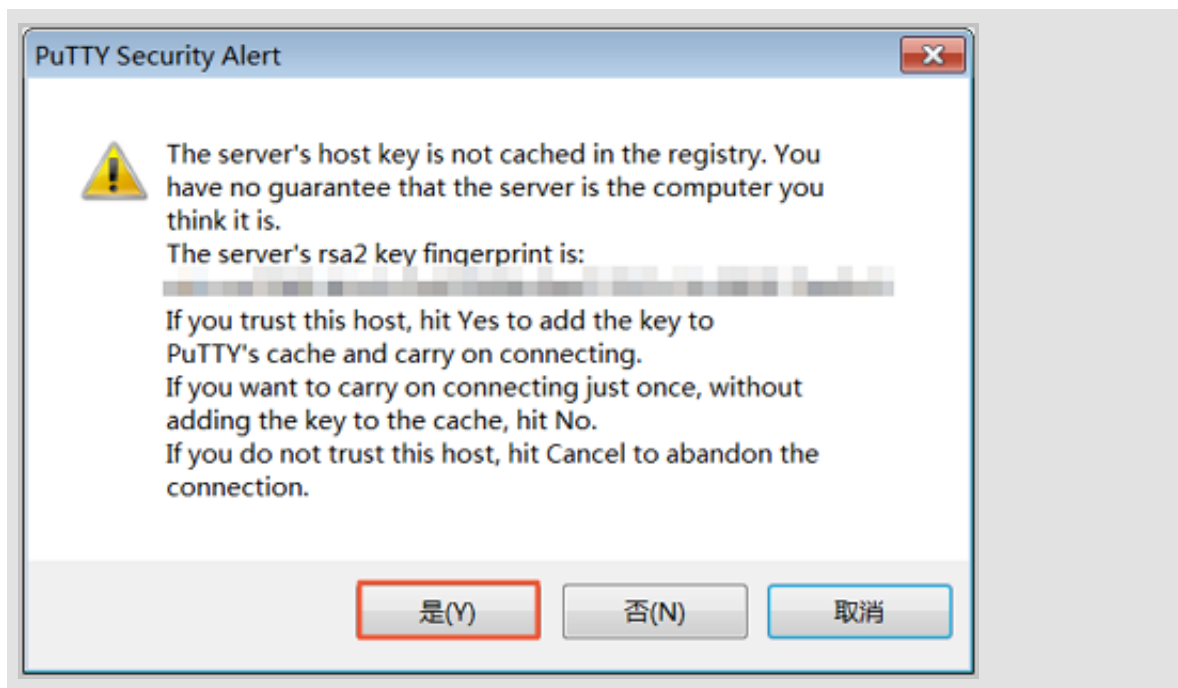 PuTTY Security Alert
The server's host key is not cached in the registry. You
have no guarantee that the server is the computer you
think it is.
The server's rsa2 key fingerprint is:
If you trust this host, hit Yes to add the key to
PuTTY's cache and carry on connecting.
If you want to carry on connecting just once, without
adding the key to the cache, hit No.
If you do not trust this host, hit Cancel to abandon the
connection.
是(Y) 否(N) 取消